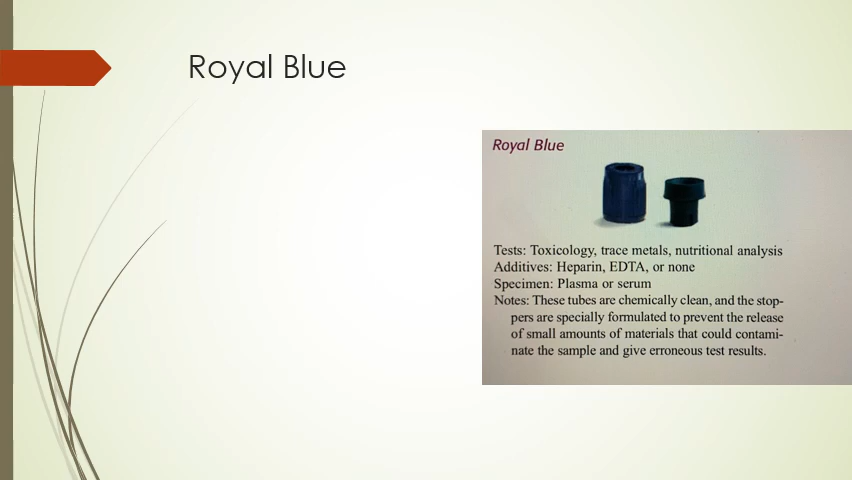 Royal Blue
Royal Blue
Tests: Toxicology, trace metals, nutritional analysis
Additives: Heparin, EDTA, or none
Specimen: Plasma or serum
Notes: These tubes are chemically clean, and the stop-
pers are specially formulated to prevent the release
of small amounts of materials that could contami-
nate the sample and give erroneous test results.